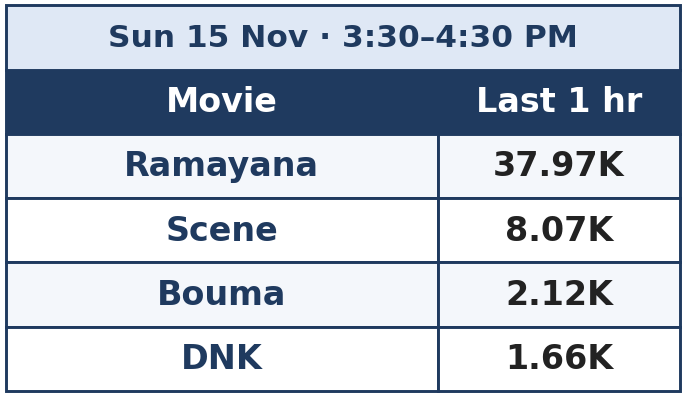 Sun 15 Nov · 3:30–4:30 PM
Movie Last 1 hr
Ramayana 37.97K
Scene 8.07K
Bouma 2.12K
DNK 1.66K